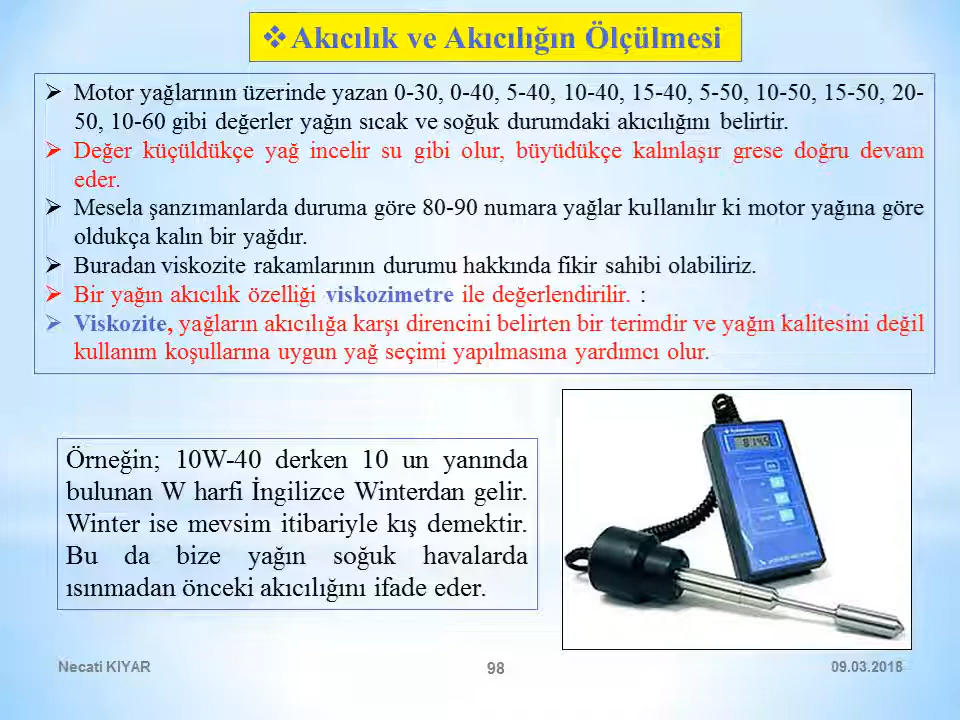 ❖Akıcılık ve Akıcılığın Ölçülmesi
➢ Motor yağlarının üzerinde yazan 0-30, 0-40, 5-40, 10-40, 15-40, 5-50, 10-50, 15-50, 20-
50, 10-60 gibi değerler yağın sıcak ve soğuk durumdaki akıcılığını belirtir.
➢ Değer küçüldükçe yağ incelir su gibi olur, büyüdükçe kalınlaşır grese doğru devam
eder.
➢ Mesela şanzımanlarda duruma göre 80-90 numara yağlar kullanılır ki motor yağına göre
oldukça kalın bir yağdır.
➢ Buradan viskozite rakamlarının durumu hakkında fikir sahibi olabiliriz.
➢ Bir yağın akıcılık özelliği viskozimetre ile değerlendirilir. :
➢ Viskozite, yağların akıcılığa karşı direncini belirten bir terimdir ve yağın kalitesini değil
kullanım koşullarına uygun yağ seçimi yapılmasına yardımcı olur.
Örneğin; 10W-40 derken 10 un yanında
bulunan W harfi İngilizce Winterdan gelir.
Winter ise mevsim itibariyle kış demektir.
Bu da bize yağın soğuk havalarda
ısınmadan önceki akıcılığını ifade eder.
Necati KIYAR
98